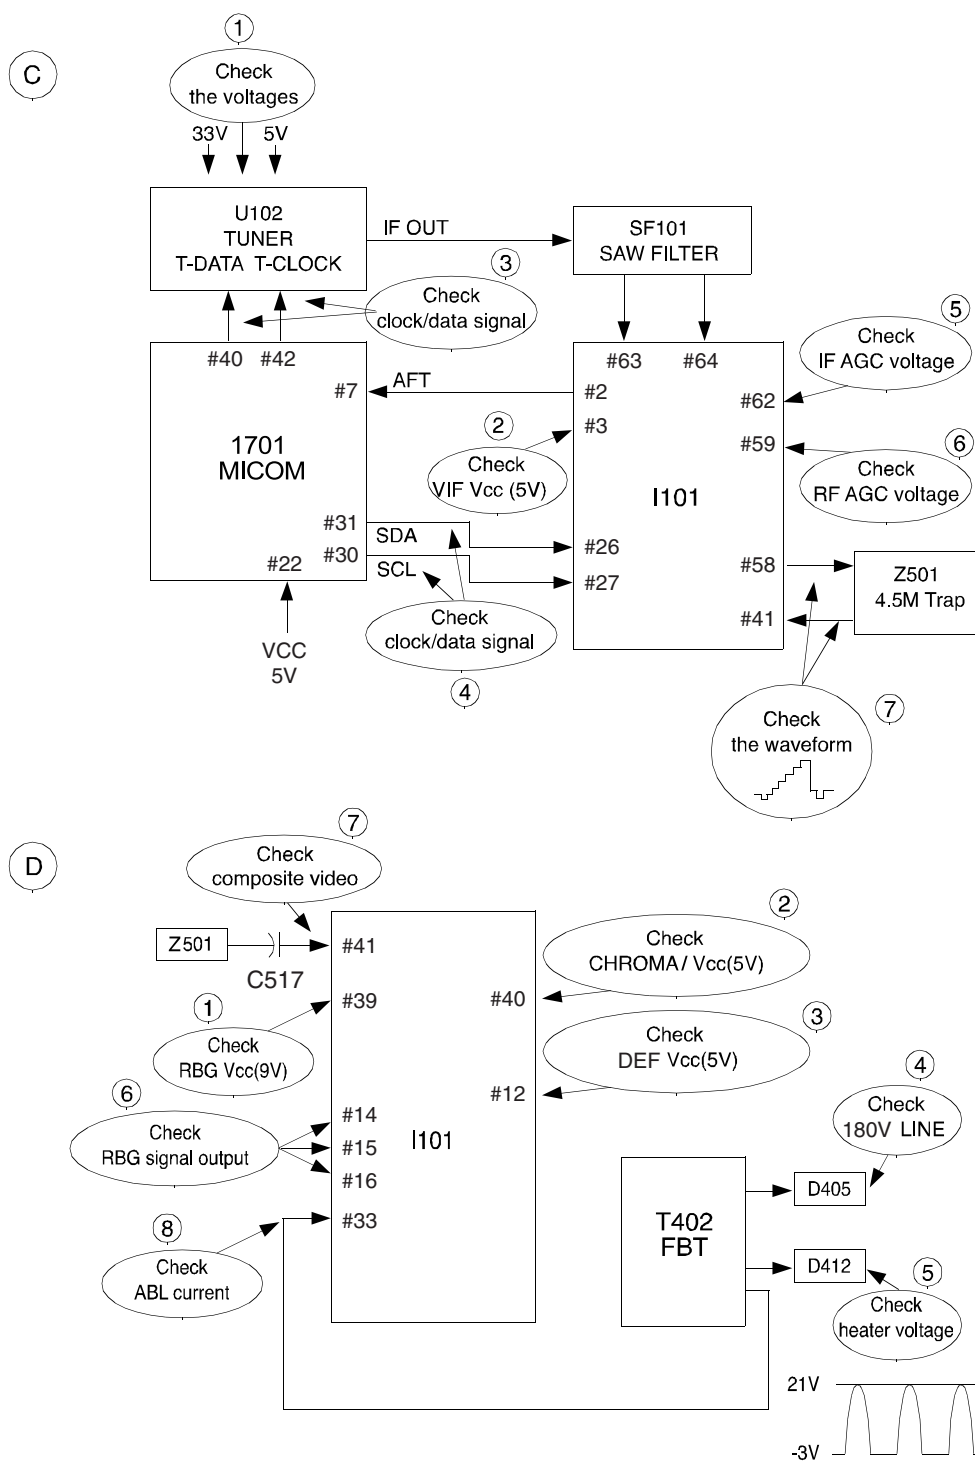 C
1
Check
the voltages
33V 5V
U102
TUNER
T-DATA T-CLOCK
IF OUT
SF101
SAW FILTER
3
Check
clock/data signal
5
Check
IF AGC voltage
#40 #42
#63 #64
#7
AFT
#2
#62
#3
2
Check
VIF Vcc (5V)
#59
6
Check
RF AGC voltage
1701
MICOM
I101
#31
SDA
#26
#30
SCL
#27
#22
VCC
5V
Check
clock/data signal
4
#58
#41
Z501
4.5M Trap
7
Check
the waveform
D
7
Check
composite video
Z501
C517
#41
2
Check
CHROMA / Vcc(5V)
#39
#40
1
Check
RBG Vcc(9V)
3
Check
DEF Vcc(5V)
#12
6
Check
RBG signal output
#14
#15
#16
I101
4
Check
180V LINE
#33
8
Check
ABL current
T402
FBT
D405
D412
5
Check
heater voltage
21V
-3V